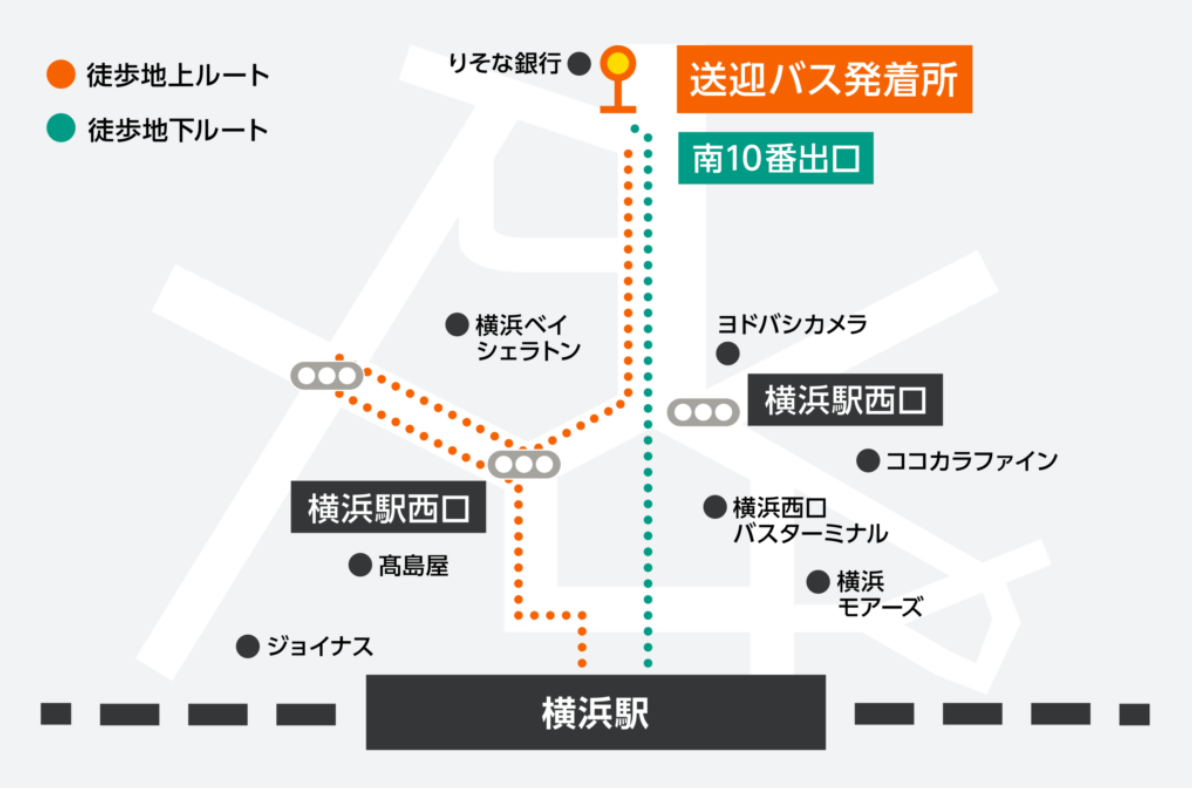 徒歩地上ルート
徒歩地下ルート
りそな銀行
送迎バス発着所
南10番出口
横浜ベイ
シェラトン
ヨドバシカメラ
横浜駅西口
ココカラファイン
横浜駅西口
横浜西口
バスターミナル
髙島屋
横浜
モアーズ
ジョイナス
横浜駅